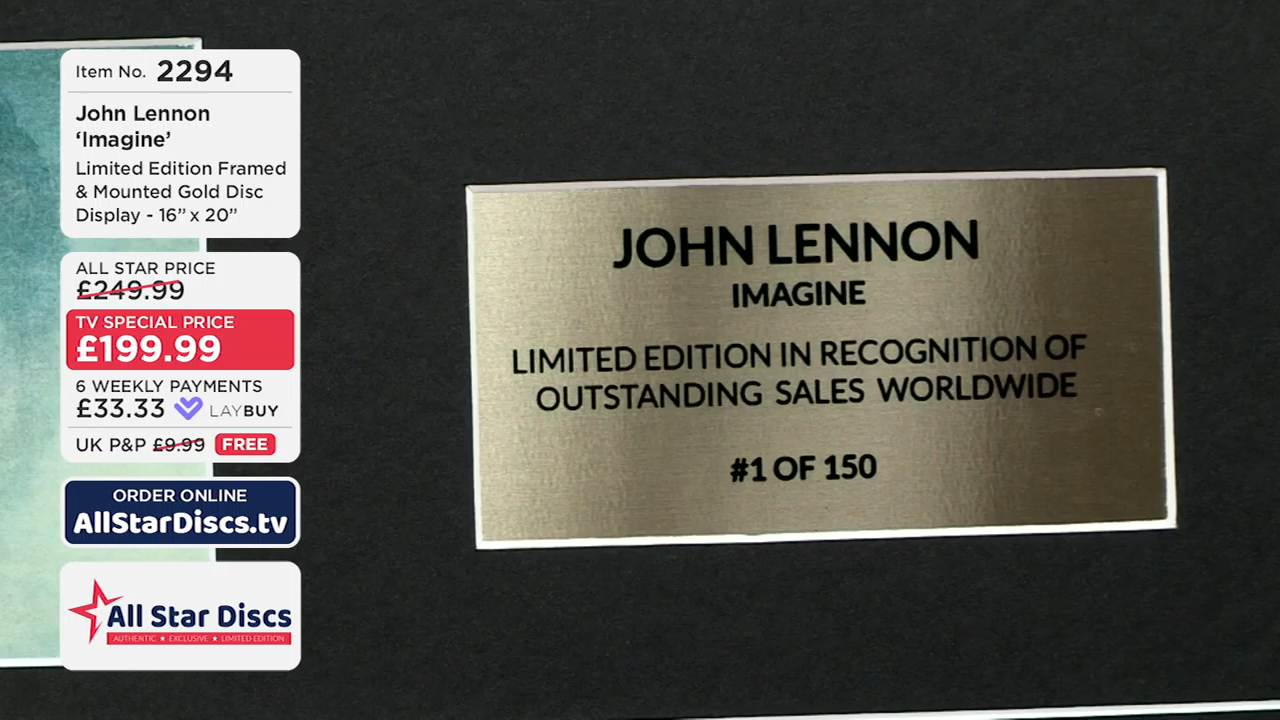 Item No. 2294
John Lennon
‘Imagine’
Limited Edition Framed
& Mounted Gold Disc
Display - 16” x 20”
ALL STAR PRICE
£249.99
TV SPECIAL PRICE
£199.99
6 WEEKLY PAYMENTS
£33.33 LAYBUY
UK P&P £9.99 FREE
ORDER ONLINE
AllStarDiscs.tv
All Star Discs
AUTHENTIC ★ EXCLUSIVE ★ LIMITED EDITION
JOHN LENNON
IMAGINE
LIMITED EDITION IN RECOGNITION OF
OUTSTANDING SALES WORLDWIDE
#1 OF 150